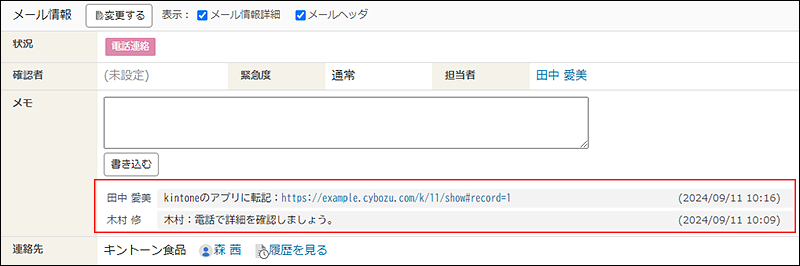 メール情報 変更する 表示： メール情報詳細 メールヘッダ
状況 電話連絡
確認者 (未設定) 緊急度 通常 担当者 田中 愛美
メモ
書き込む
田中 愛美 kintoneのアプリに転記：https://example.cybozu.com/k/11/show#record=1 (2024/09/11 10:16)
木村 修 木村：電話で詳細を確認しましょう。 (2024/09/11 10:09)
連絡先 キントーン食品 森 茜 履歴を見る